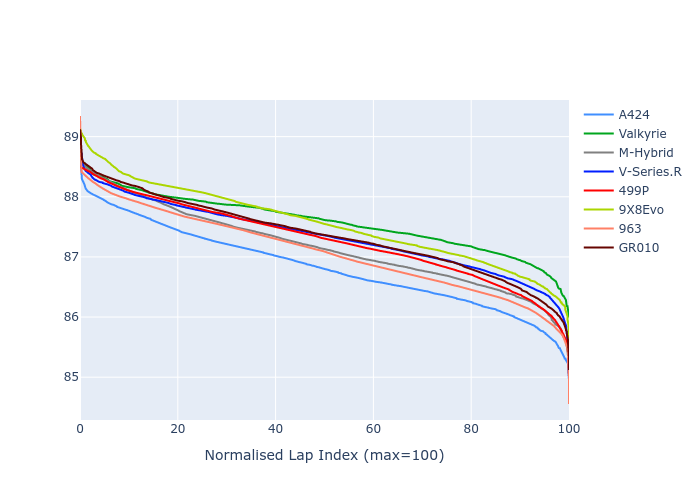 A424
Valkyrie
M-Hybrid
V-Series.R
499P
9X8Evo
963
GR010
89
88
87
86
85
0 20 40 60 80 100
Normalised Lap Index (max=100)